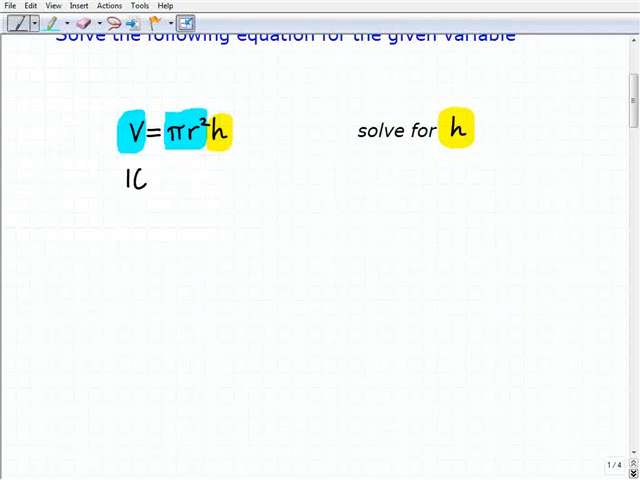 File Edit View Insert Actions Tools Help
Solve the following equation for the given variable
V = πr²h
solve for h
10
1 / 4